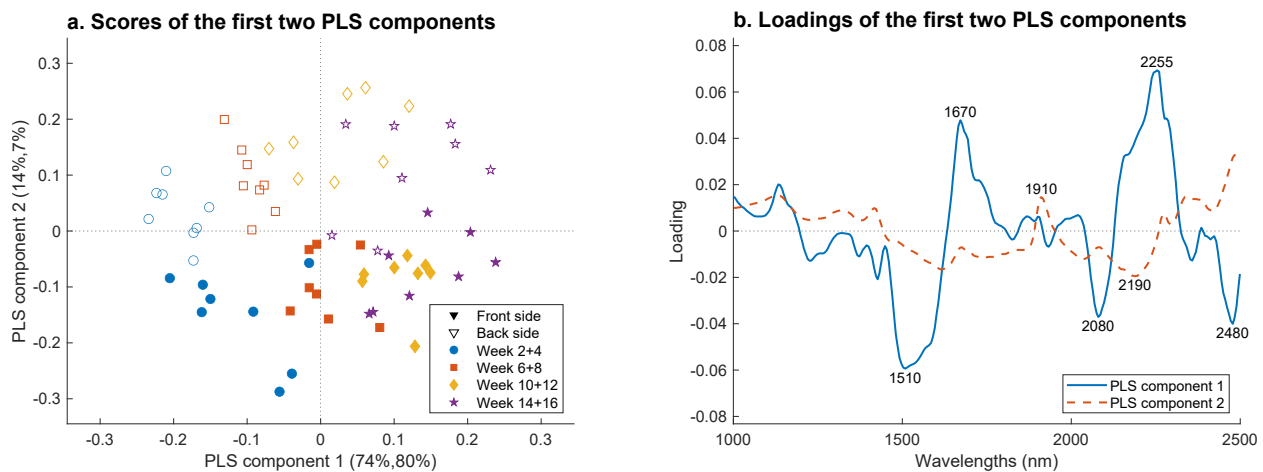 a. Scores of the first two PLS components
0.3
0.2
0.1
0
-0.1
-0.2
-0.3
PLS component 2 (14%,7%)
Front side
Back side
Week 2+4
Week 6+8
Week 10+12
Week 14+16
-0.3
-0.2
-0.1
0
0.1
0.2
0.3
PLS component 1 (74%,80%)
b. Loadings of the first two PLS components
0.08
0.06
0.04
0.02
0
-0.02
-0.04
-0.06
-0.08
Loading
2255
1670
1910
2190
2080
2480
1510
PLS component 1
PLS component 2
1000
1500
2000
2500
Wavelengths (nm)